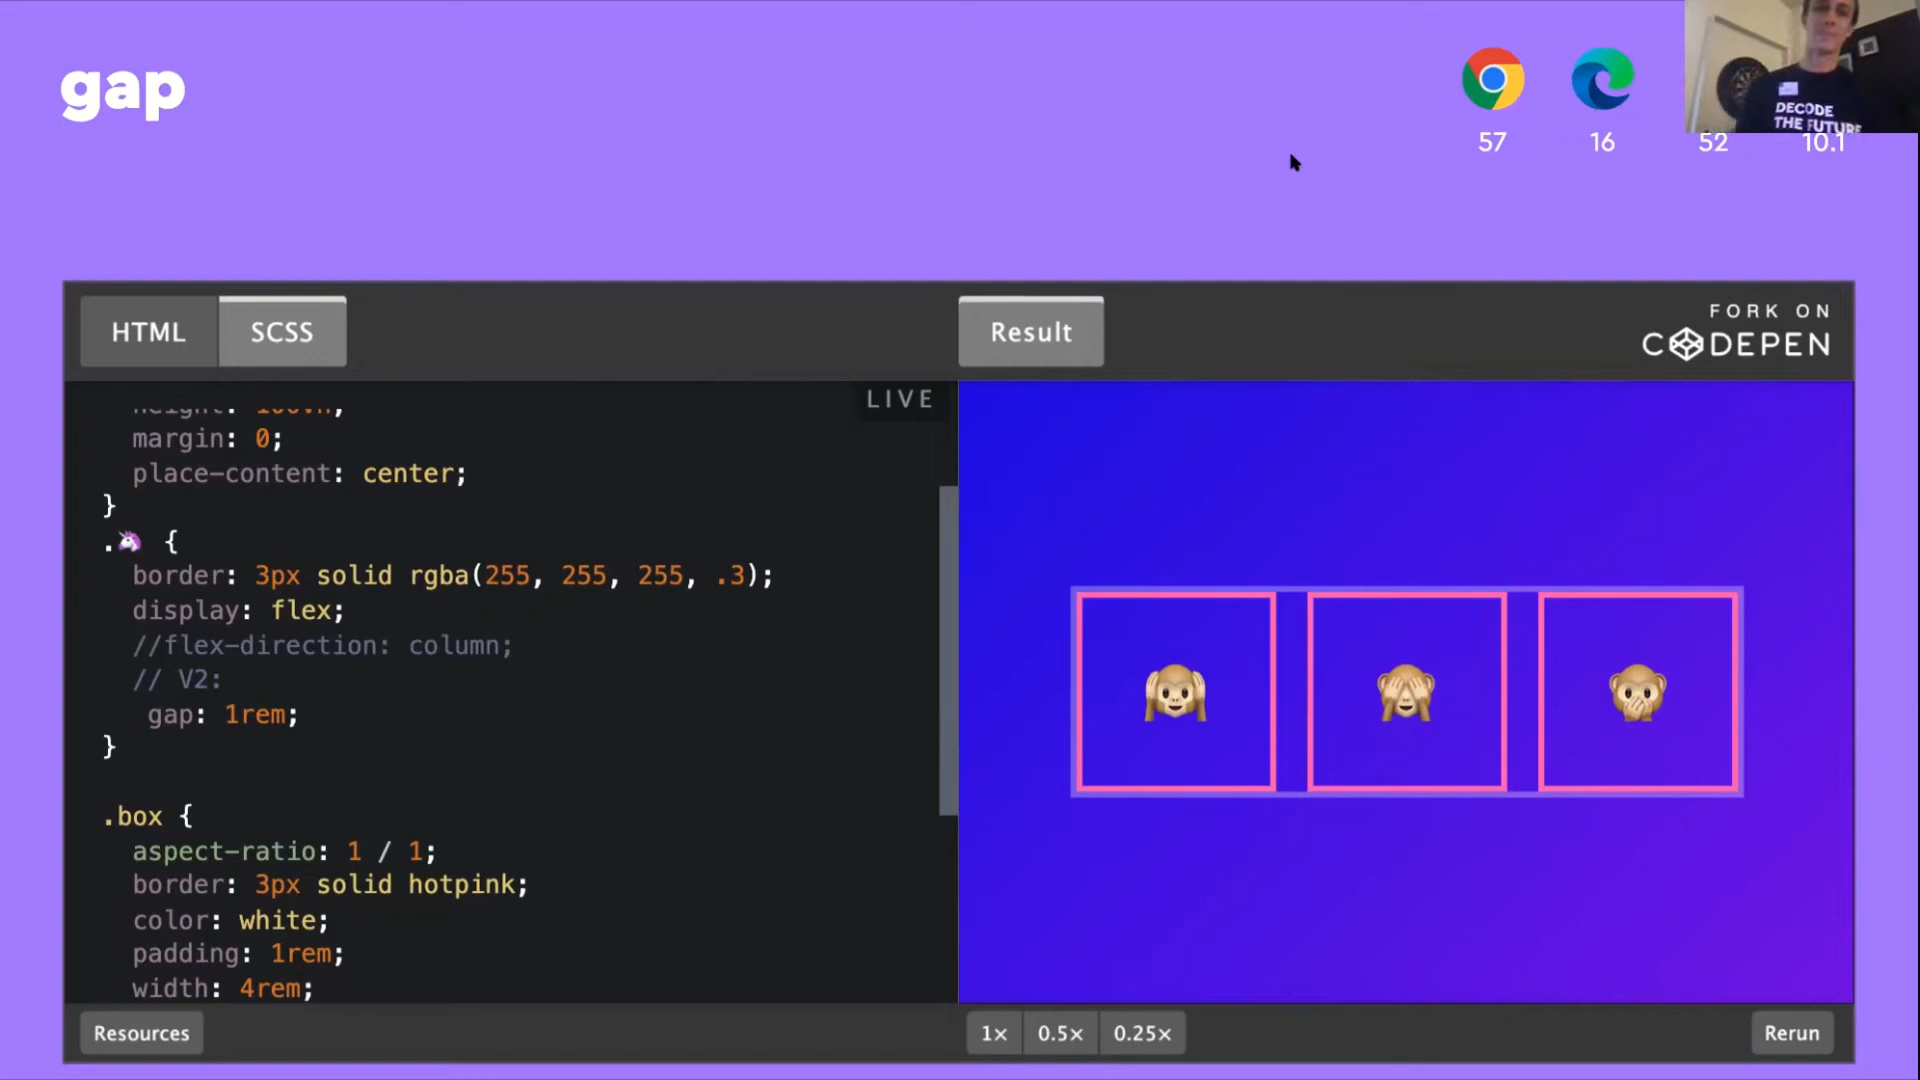 gap
57
16
52
10.1
DECODE
THE FUTURE
HTML
SCSS
Result
FORK ON
CODEPEN
LIVE
height: 100vh;
margin: 0;
place-content: center;
}
.🦄 {
border: 3px solid rgba(255, 255, 255, .3);
display: flex;
//flex-direction: column;
// V2:
gap: 1rem;
}
.box {
aspect-ratio: 1 / 1;
border: 3px solid hotpink;
color: white;
padding: 1rem;
width: 4rem;
Resources
1×
0.5×
0.25×
Rerun